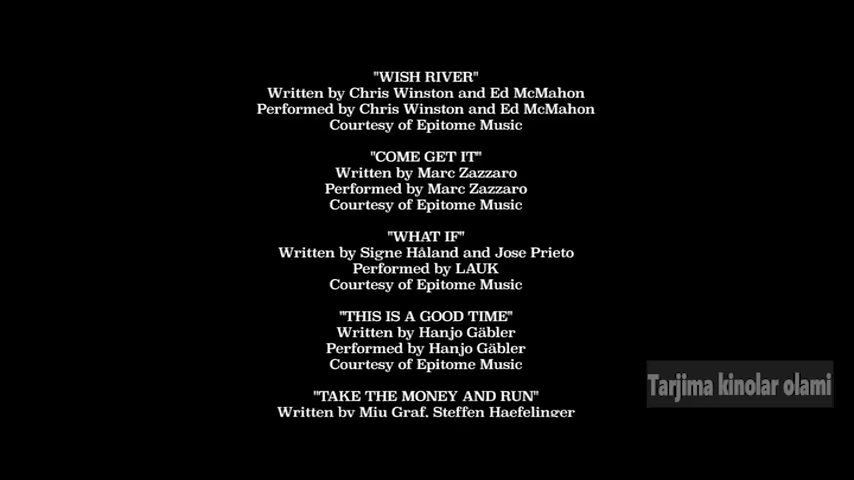 "WISH RIVER"
Written by Chris Winston and Ed McMahon
Performed by Chris Winston and Ed McMahon
Courtesy of Epitome Music
"COME GET IT"
Written by Marc Zazzaro
Performed by Marc Zazzaro
Courtesy of Epitome Music
"WHAT IF"
Written by Signe Håland and Jose Prieto
Performed by LAUK
Courtesy of Epitome Music
"THIS IS A GOOD TIME"
Written by Hanjo Gäbler
Performed by Hanjo Gäbler
Courtesy of Epitome Music
"TAKE THE MONEY AND RUN"
Written by Miu Graf, Steffen Haefelinger
Tarjima kinolar olami